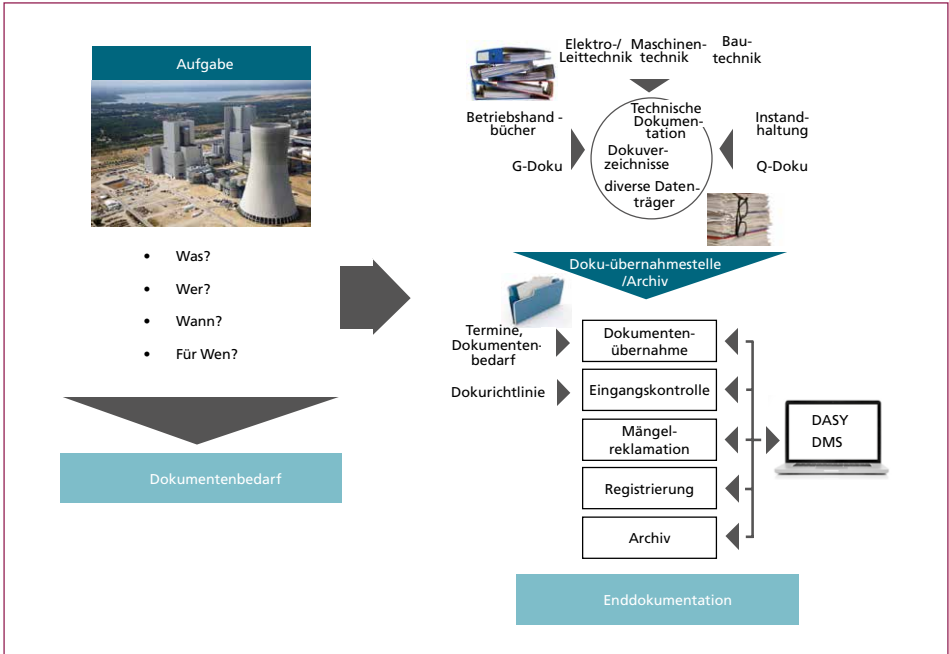 Aufgabe
• Was?
• Wer?
• Wann?
• Für Wen?
Dokumentenbedarf
Elektro-/
Leittechnik
Maschinen-
technik
Bau-
technik
Betriebshand -
bücher
G-Doku
Technische
Dokumen-
tation
Dokuver-
zeichnisse
diverse Daten-
träger
Instand-
haltung
Q-Doku
Doku-übernahmestelle
/Archiv
Termine,
Dokumenten-
bedarf
Dokurichtlinie
Dokumenten-
übernahme
Eingangskontrolle
Mängel-
reklamation
Registrierung
Archiv
DASY
DMS
Enddokumentation